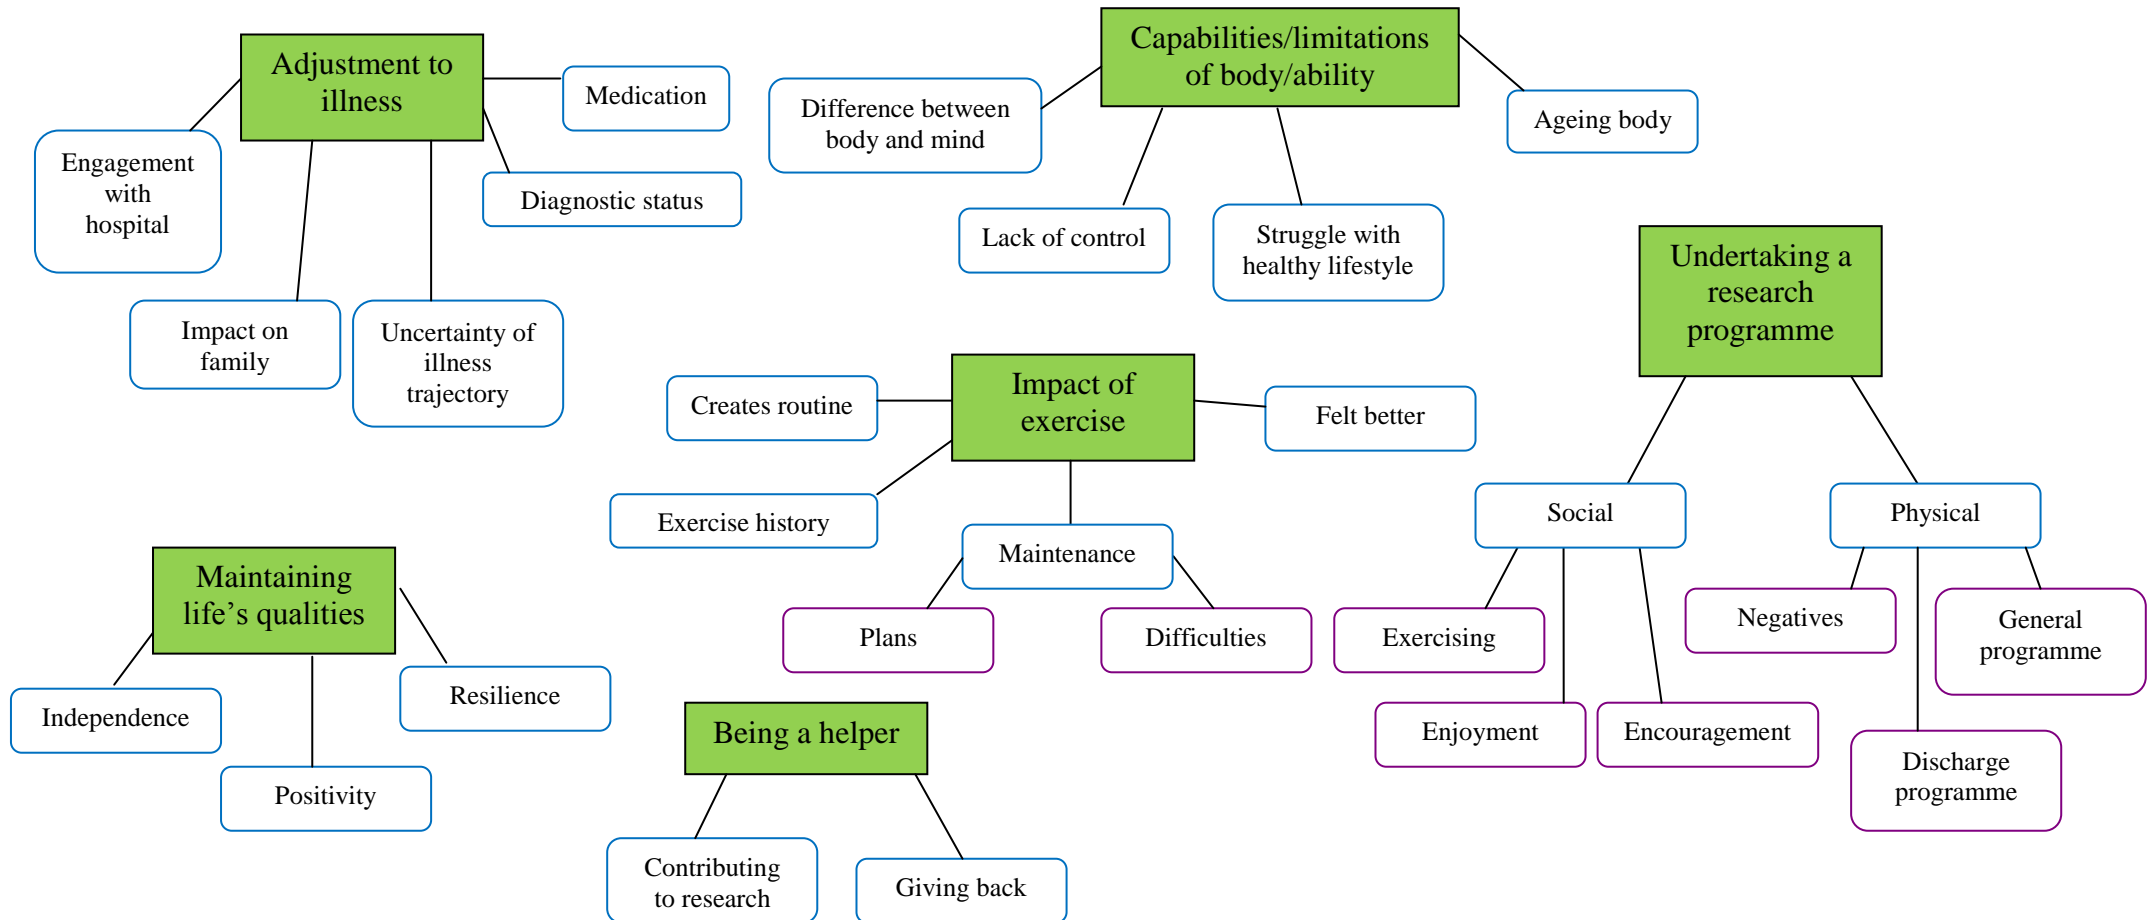 Adjustment to
illness
Medication
Engagement
with
hospital
Diagnostic status
Impact on
family
Uncertainty of
illness
trajectory
Capabilities/limitations
of body/ability
Difference between
body and mind
Ageing body
Lack of control
Struggle with
healthy lifestyle
Undertaking a
research
programme
Social
Physical
Exercising
Enjoyment
Encouragement
Negatives
General
programme
Discharge
programme
Impact of
exercise
Creates routine
Felt better
Exercise history
Maintenance
Plans
Difficulties
Maintaining
life’s qualities
Independence
Resilience
Positivity
Being a helper
Contributing
to research
Giving back